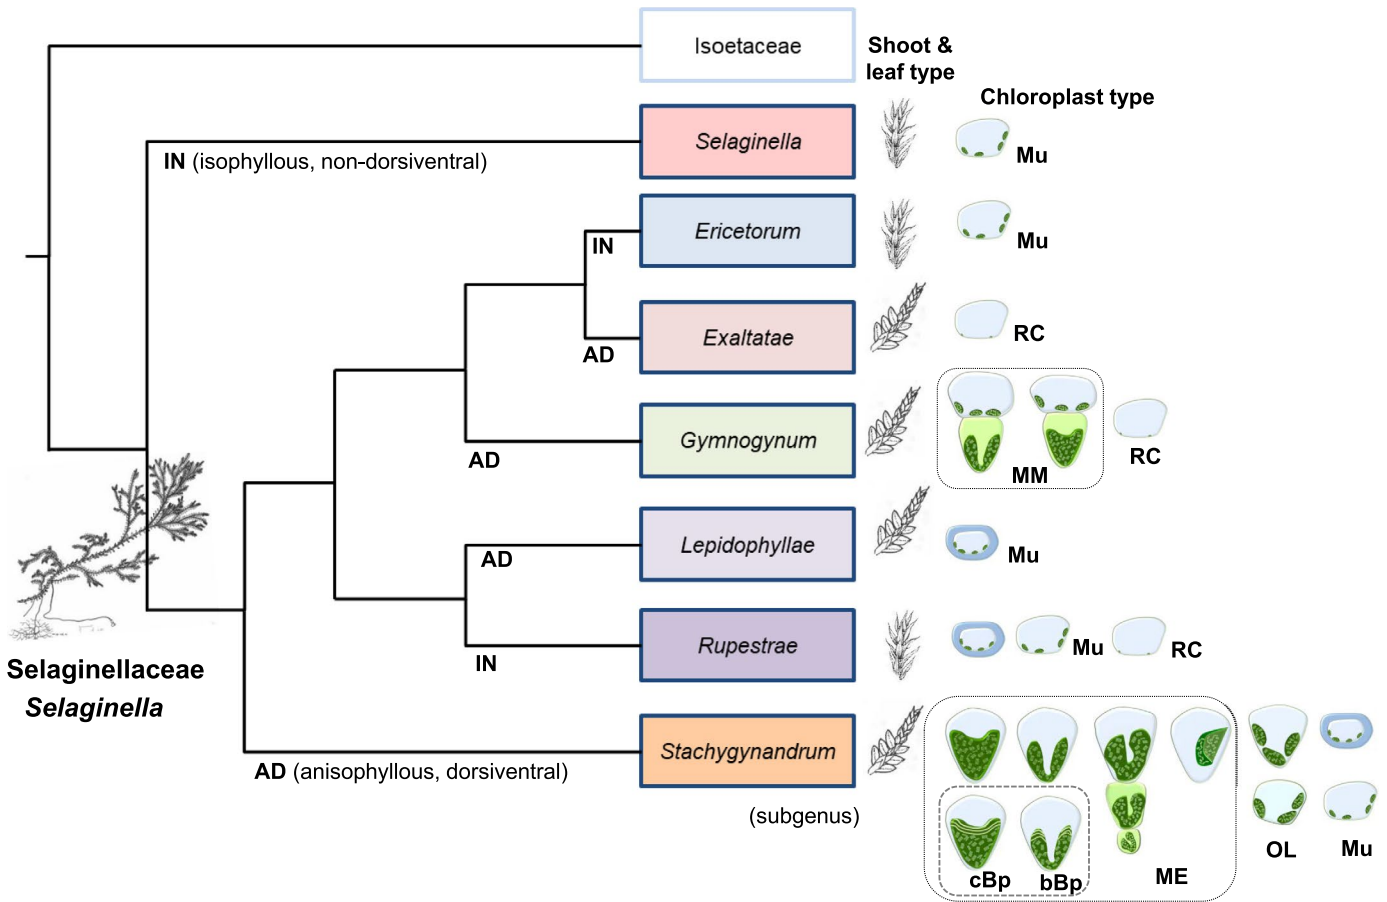 Isoetaceae
Shoot &
leaf type
Chloroplast type
Selaginella
IN (isophyllous, non-dorsiventral)
Mu
Ericetorum
IN
Mu
Exaltatae
AD
RC
Gymnogynum
AD
MM
RC
Lepidophyllae
AD
Mu
Rupestrae
IN
Mu
RC
Selaginellaceae
Selaginella
Stachygynandrum
AD (anisophyllous, dorsiventral)
(subgenus)
cBp
bBp
ME
OL
Mu